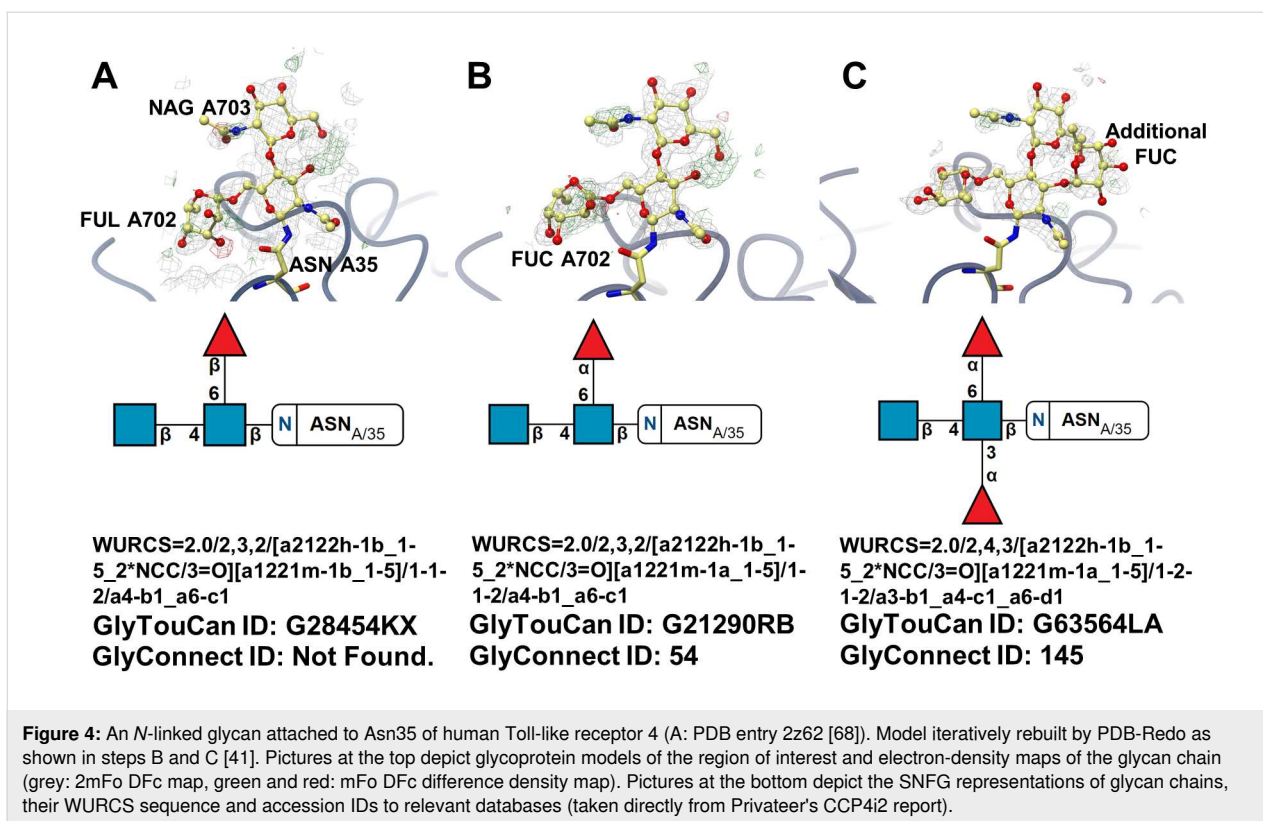 A
NAG A703
FUL A702
ASN A35
B
FUC A702
C
Additional
FUC
β
6
β 4 β N ASN A/35
α
6
β 4 β N ASN A/35
α
6
β 4 β N ASN A/35
3
α
WURCS=2.0/2,3,2/[a2122h-1b_1-
5_2*NCC/3=O][a1221m-1b_1-5]/1-1-
2/a4-b1_a6-c1
GlyTouCan ID: G28454KX
GlyConnect ID: Not Found.
WURCS=2.0/2,3,2/[a2122h-1b_1-
5_2*NCC/3=O][a1221m-1a_1-5]/1-
1-2/a4-b1_a6-c1
GlyTouCan ID: G21290RB
GlyConnect ID: 54
WURCS=2.0/2,4,3/[a2122h-1b_1-
5_2*NCC/3=O][a1221m-1a_1-5]/1-2-
1-2/a3-b1_a4-c1_a6-d1
GlyTouCan ID: G63564LA
GlyConnect ID: 145
Figure 4: An N-linked glycan attached to Asn35 of human Toll-like receptor 4 (A: PDB entry 2z62 [68]). Model iteratively rebuilt by PDB-Redo as
shown in steps B and C [41]. Pictures at the top depict glycoprotein models of the region of interest and electron-density maps of the glycan chain
(grey: 2mFo DFc map, green and red: mFo DFc difference density map). Pictures at the bottom depict the SNFG representations of glycan chains,
their WURCS sequence and accession IDs to relevant databases (taken directly from Privateer's CCP4i2 report).